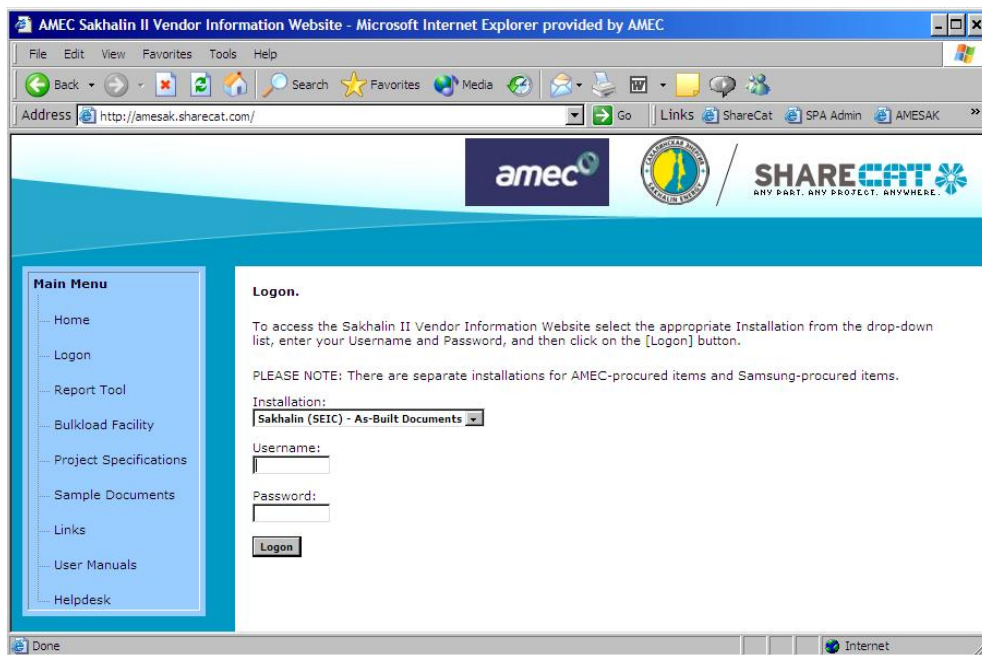 AMEC Sakhalin II Vendor Information Website - Microsoft Internet Explorer provided by AMEC
File Edit View Favorites Tools Help
Back Search Favorites Media
Address http://amesak.sharecat.com/ Go Links ShareCat SPA Admin AMESAK »
amec
SAKHALIN ENERGY
SHARECAT
ANY PART. ANY PROJECT. ANYWHERE.
Main Menu
Home
Logon
Report Tool
Bulkload Facility
Project Specifications
Sample Documents
Links
User Manuals
Helpdesk
Logon.
To access the Sakhalin II Vendor Information Website select the appropriate Installation from the drop-down
list, enter your Username and Password, and then click on the [Logon] button.
PLEASE NOTE: There are separate installations for AMEC-procured items and Samsung-procured items.
Installation:
Sakhalin (SEIC) - As-Built Documents
Username:
Password:
Logon
Done Internet